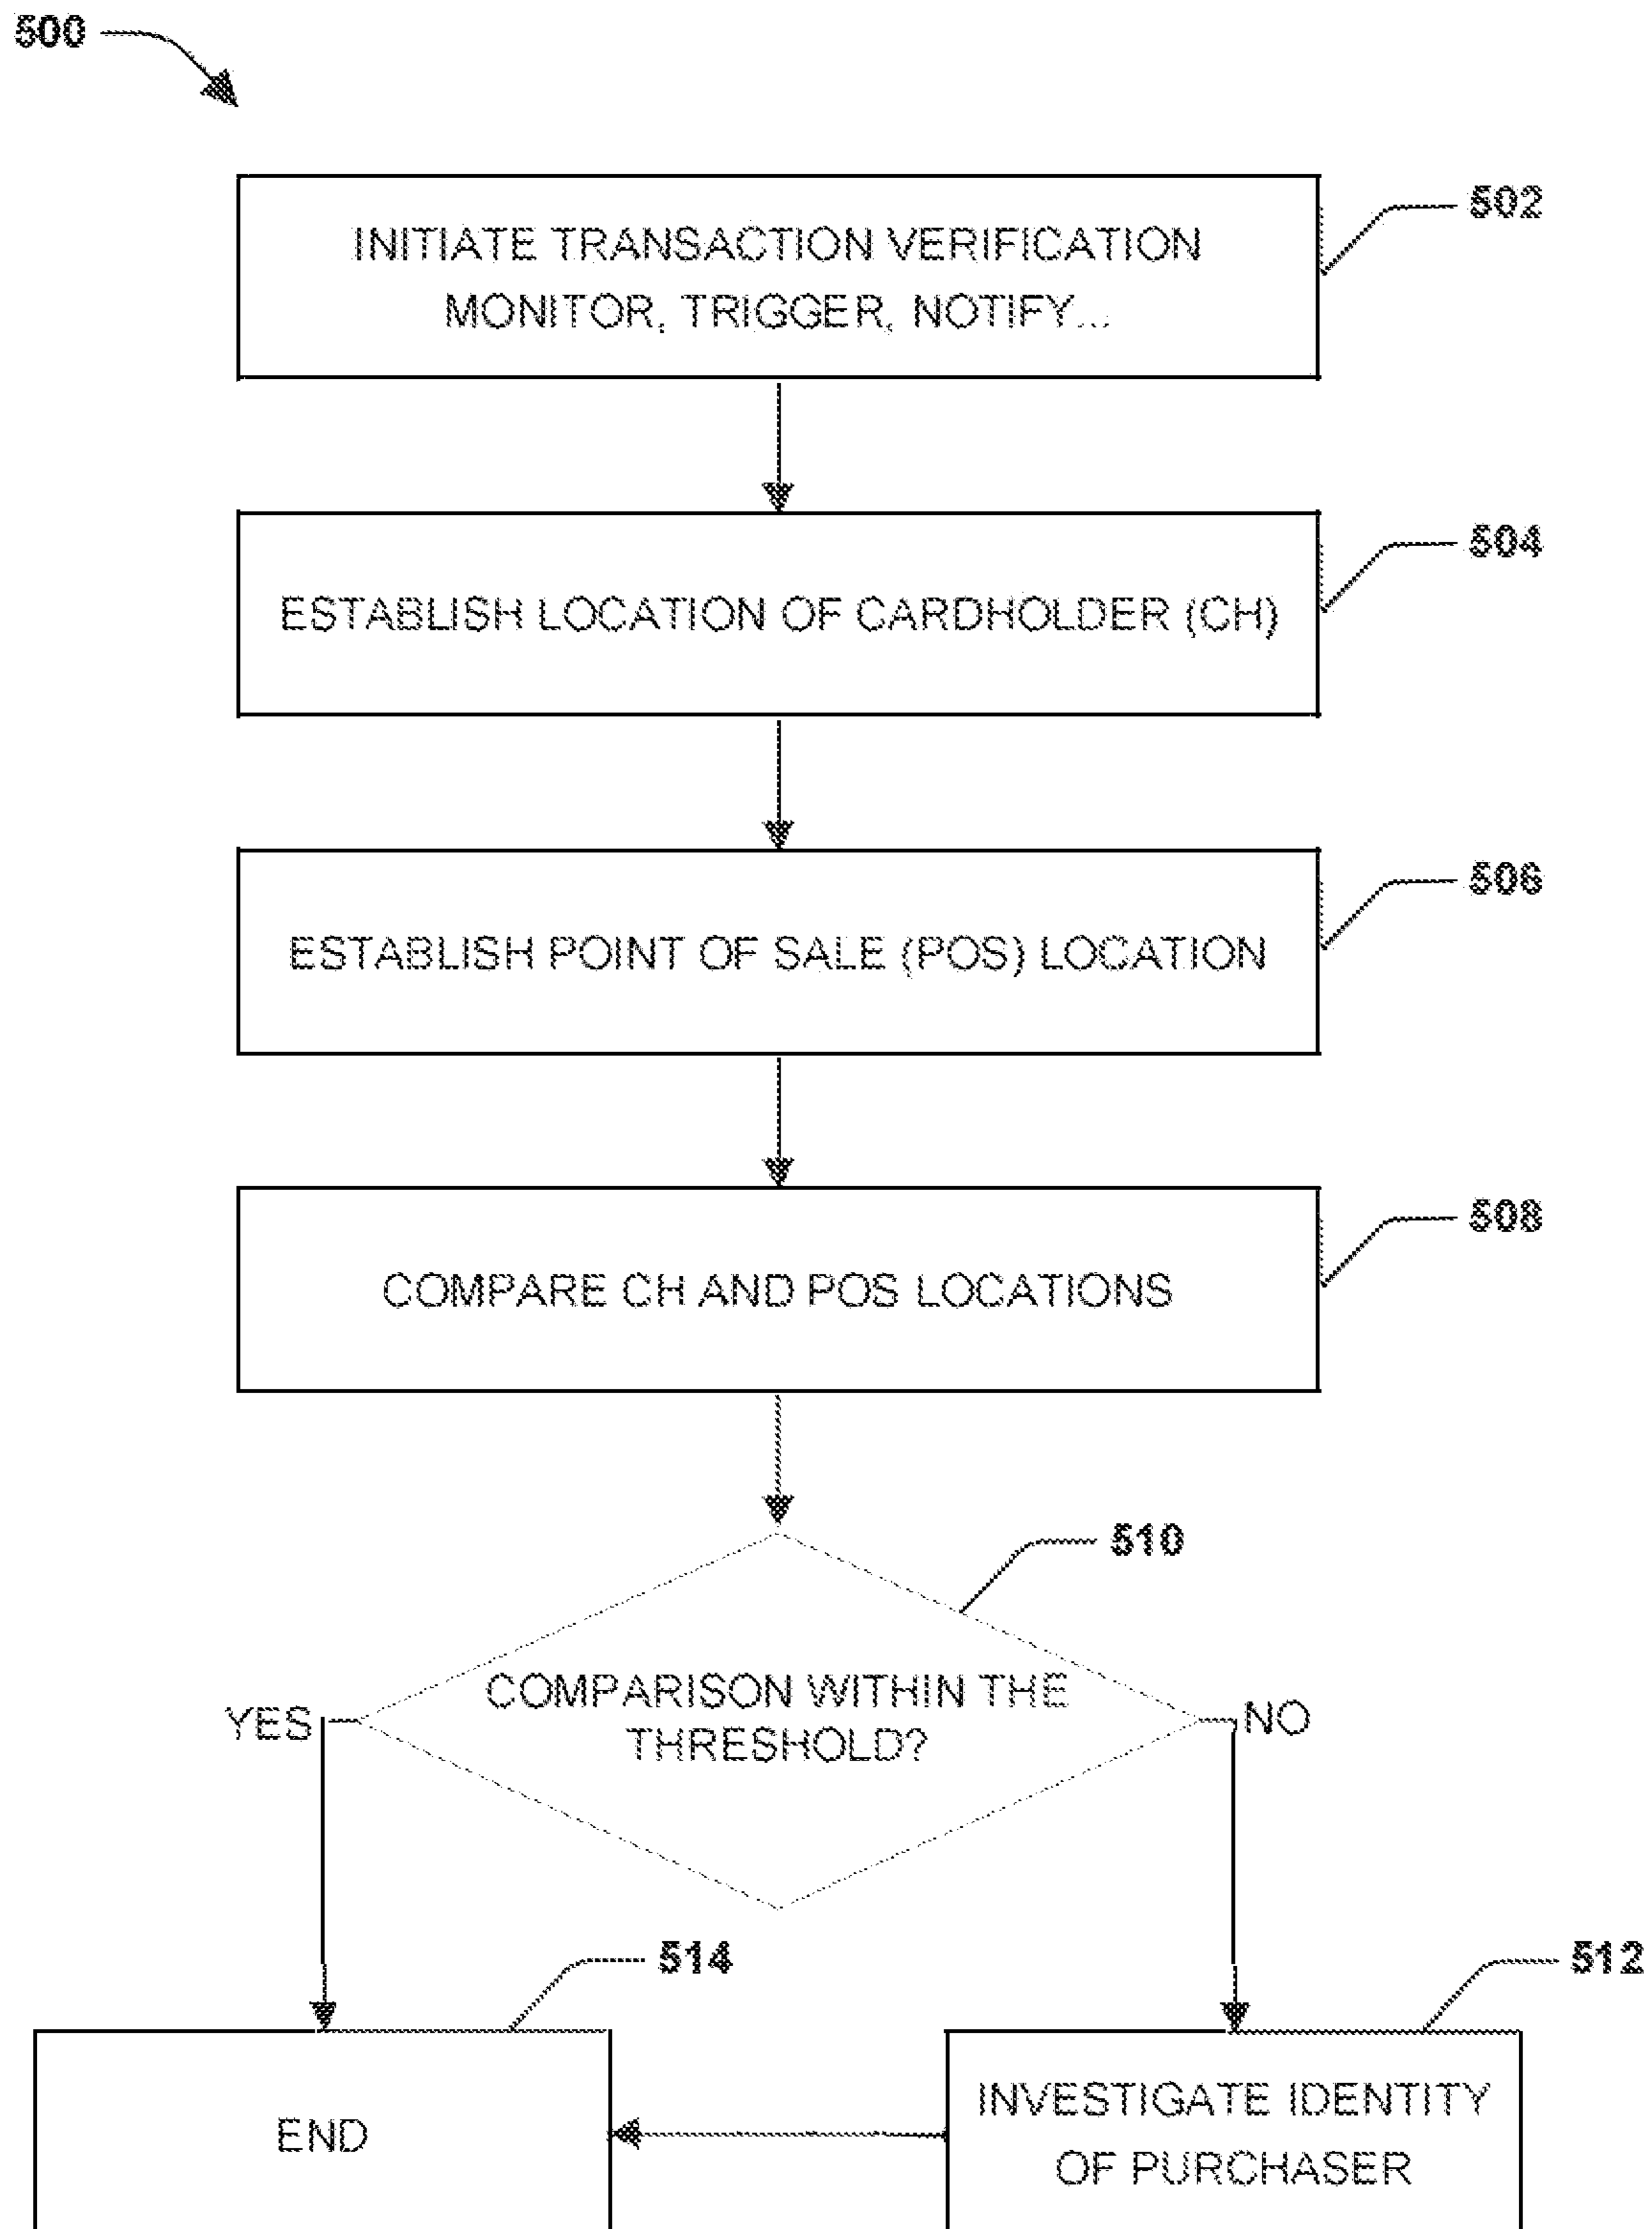 500
502
INITIATE TRANSACTION VERIFICATION
MONITOR, TRIGGER, NOTIFY...
504
ESTABLISH LOCATION OF CARDHOLDER (CH)
506
ESTABLISH POINT OF SALE (POS) LOCATION
508
COMPARE CH AND POS LOCATIONS
510
COMPARISON WITHIN THE
THRESHOLD?
YES
NO
514
512
END
INVESTIGATE IDENTITY
OF PURCHASER